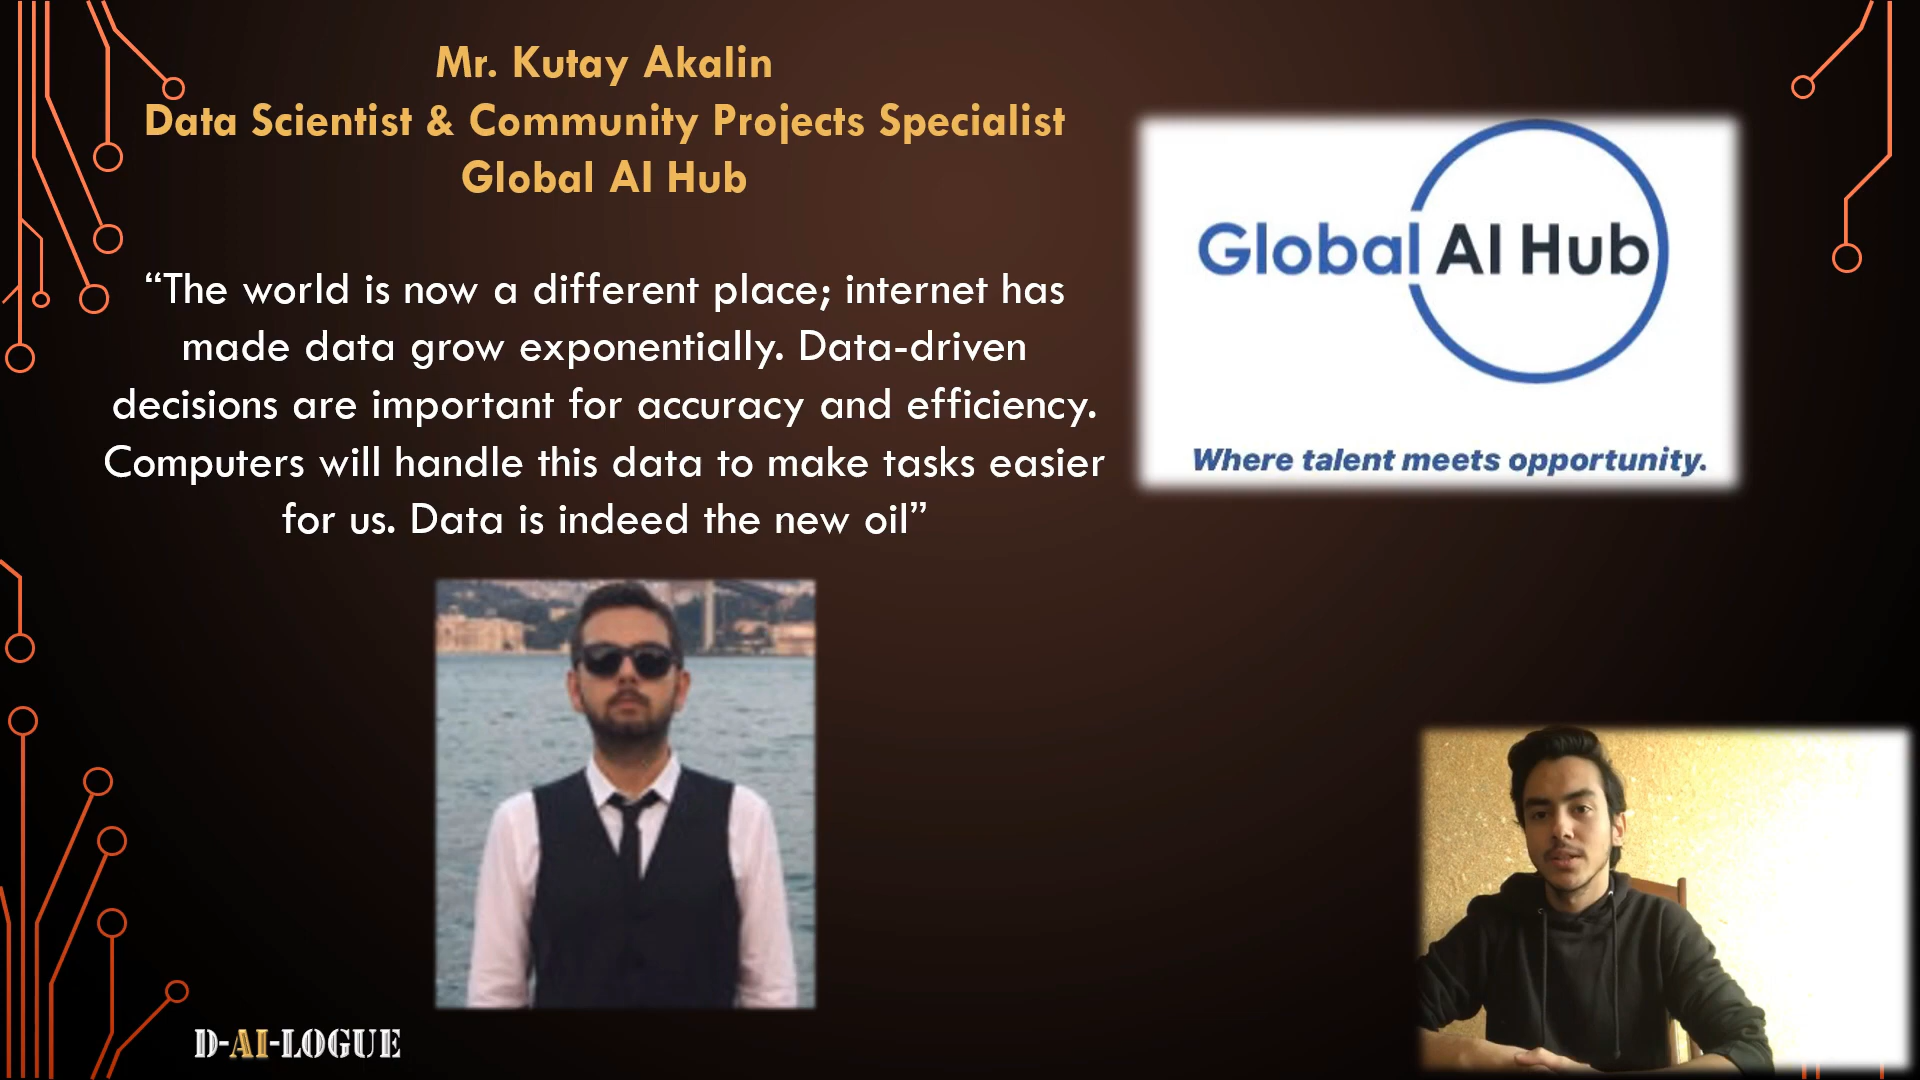 Mr. Kutay Akalin
Data Scientist & Community Projects Specialist
Global AI Hub
“The world is now a different place; internet has
made data grow exponentially. Data-driven
decisions are important for accuracy and efficiency.
Computers will handle this data to make tasks easier
for us. Data is indeed the new oil”
Global AI Hub
Where talent meets opportunity.
D-AI-LOGUE